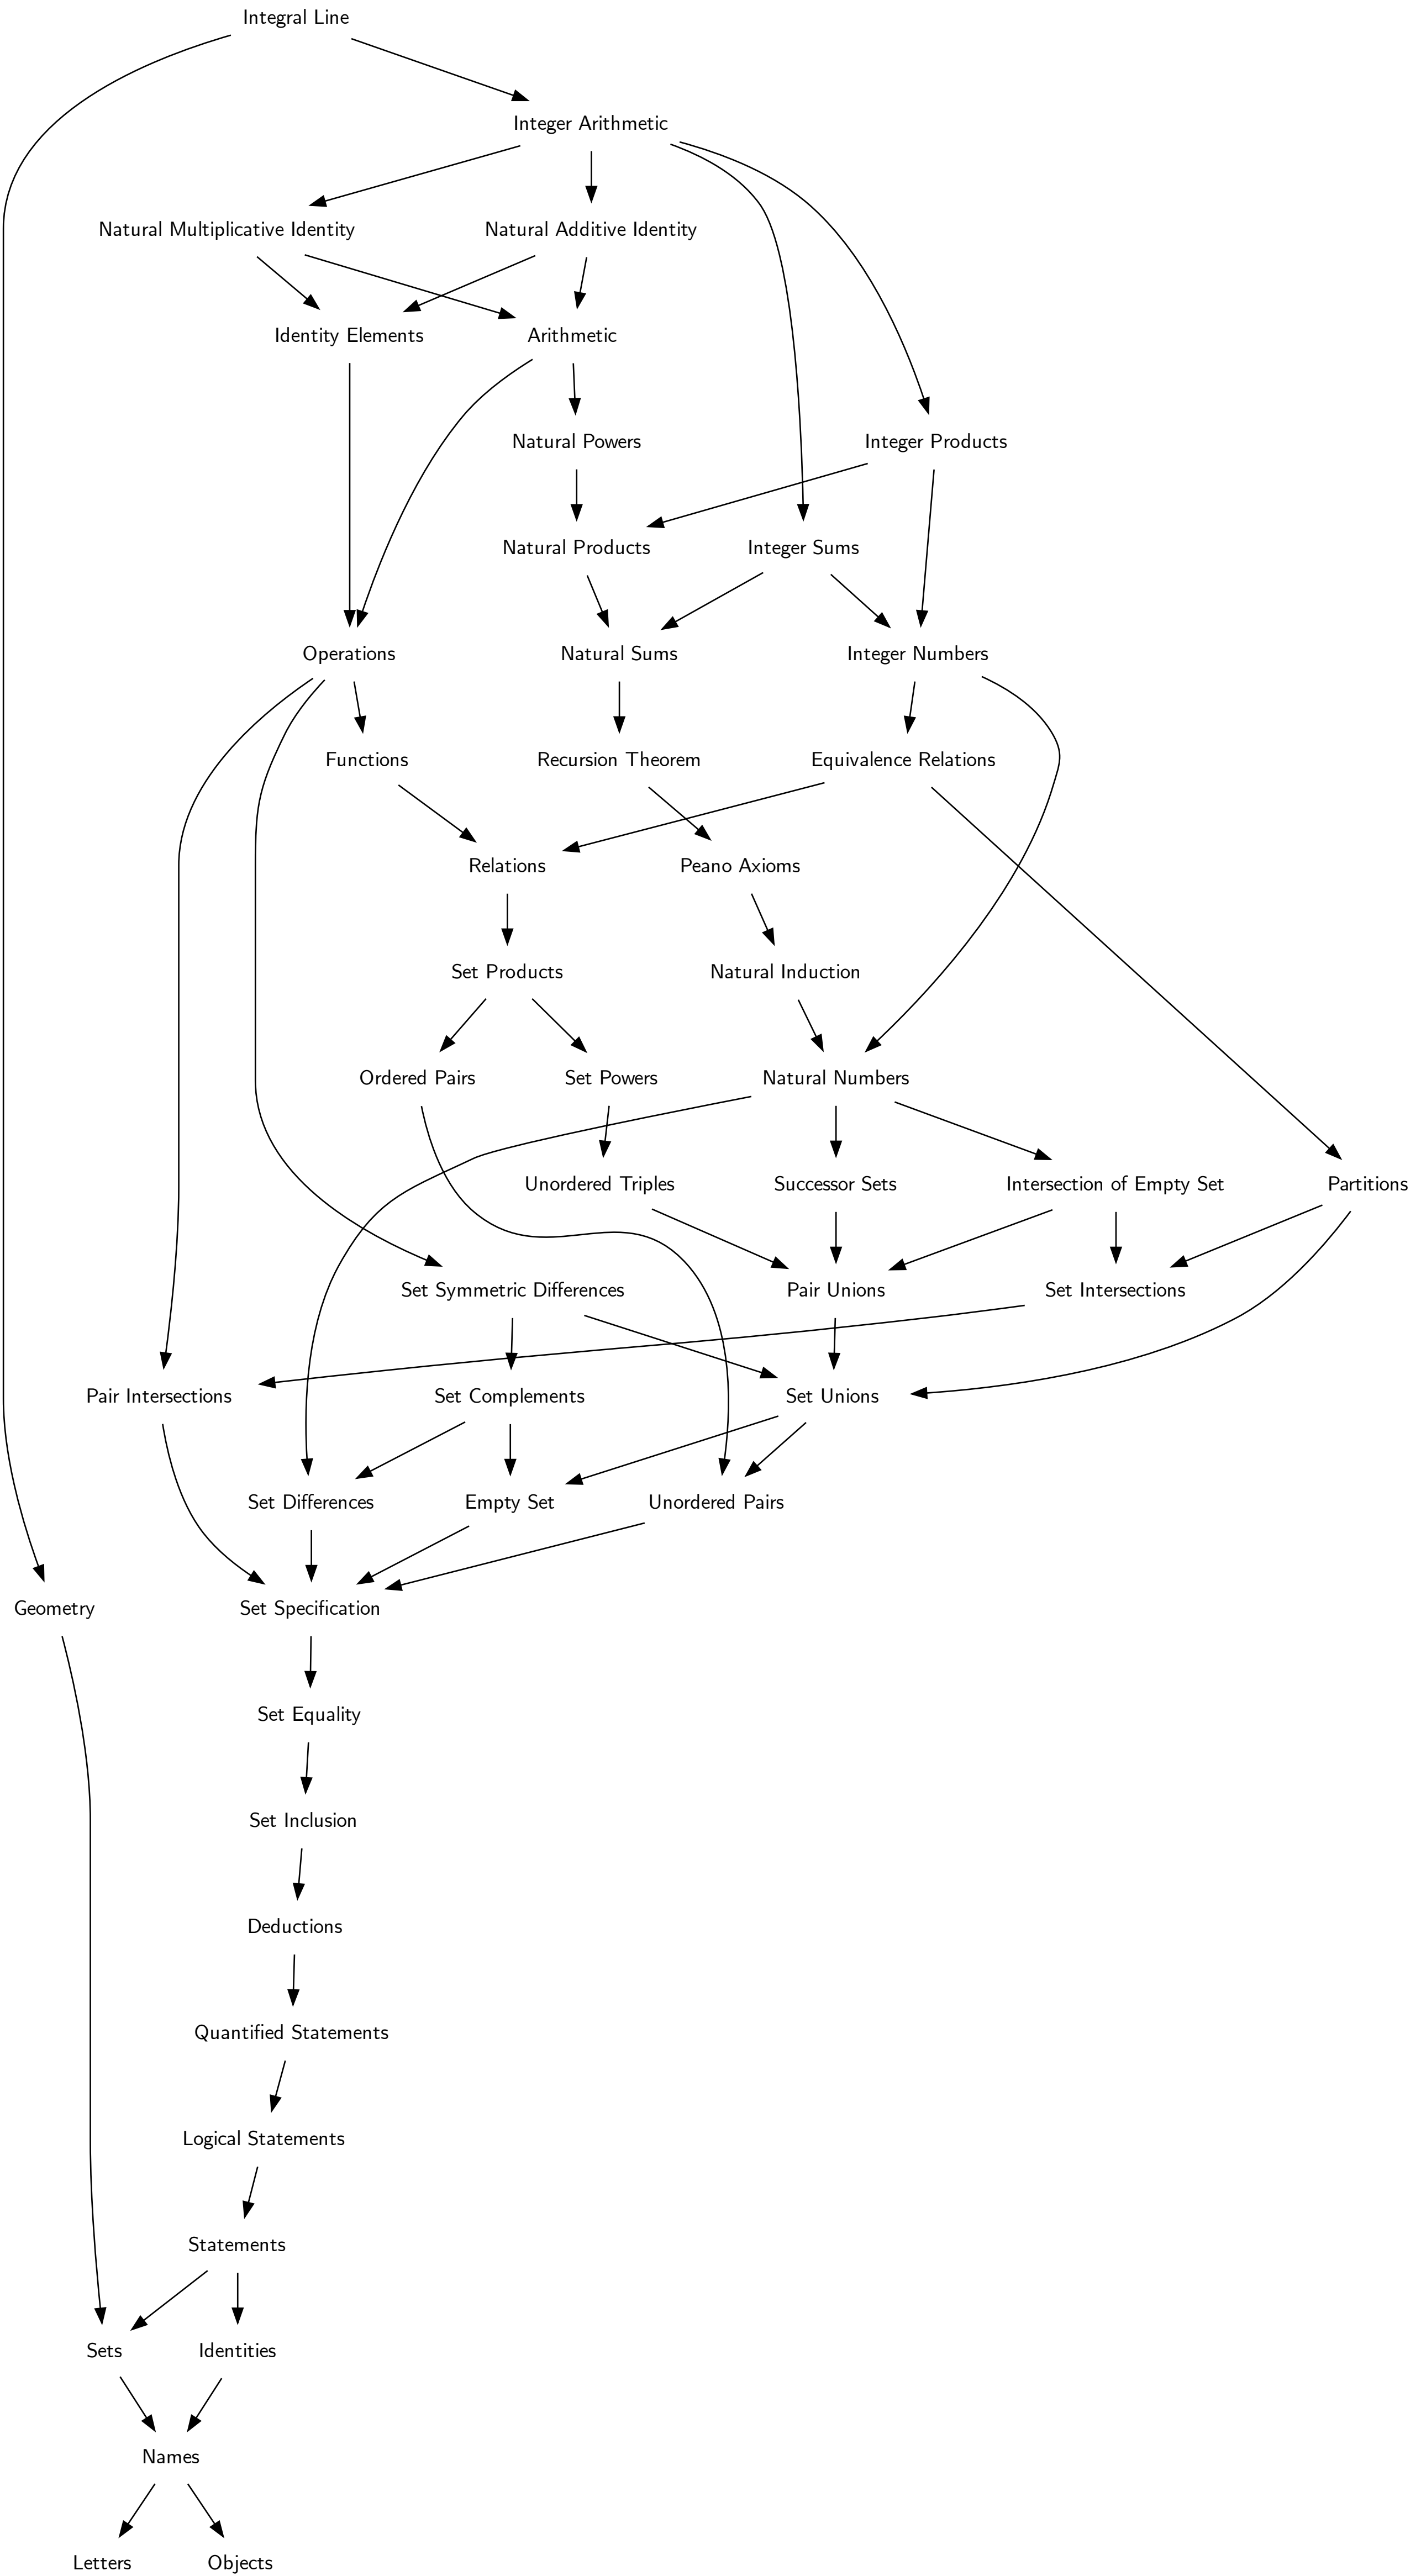 Integral Line
Integer Arithmetic
Natural Multiplicative Identity
Natural Additive Identity
Identity Elements
Arithmetic
Natural Powers
Integer Products
Natural Products
Integer Sums
Operations
Natural Sums
Integer Numbers
Functions
Recursion Theorem
Equivalence Relations
Relations
Peano Axioms
Set Products
Natural Induction
Ordered Pairs
Set Powers
Natural Numbers
Unordered Triples
Successor Sets
Intersection of Empty Set
Partitions
Set Symmetric Differences
Pair Unions
Set Intersections
Pair Intersections
Set Complements
Set Unions
Set Differences
Empty Set
Unordered Pairs
Geometry
Set Specification
Set Equality
Set Inclusion
Deductions
Quantified Statements
Logical Statements
Statements
Sets
Identities
Names
Letters
Objects